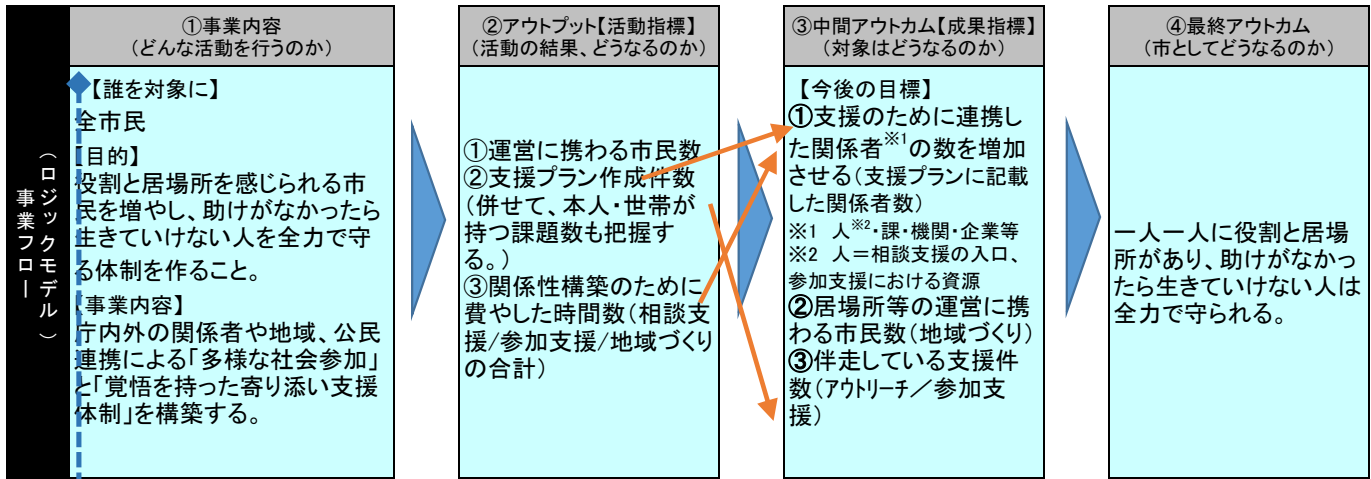 事業フロー
（ロジックモデル）
①事業内容
（どんな活動を行うのか）
【誰を対象に】
全市民
【目的】
役割と居場所を感じられる市
民を増やし、助けがなかったら
生きていけない人を全力で守
る体制を作ること。
【事業内容】
庁内外の関係者や地域、公民
連携による「多様な社会参加」
と「覚悟を持った寄り添い支援
体制」を構築する。
②アウトプット【活動指標】
（活動の結果、どうなるのか）
①運営に携わる市民数
②支援プラン作成件数
（併せて、本人・世帯が
持つ課題数も把握す
る。）
③関係性構築のために
費やした時間数（相談支
援/参加支援/地域づくり
の合計）
③中間アウトカム【成果指標】
（対象はどうなるのか）
【今後の目標】
①支援のために連携し
た関係者※1の数を増加
させる（支援プランに記載
した関係者数）
※1 人※2・課・機関・企業等
※2 人＝相談支援の入口、
参加支援における資源
②居場所等の運営に携
わる市民数（地域づくり）
③伴走している支援件
数（アウトリーチ／参加支
援）
④最終アウトカム
（市としてどうなるのか）
一人一人に役割と居場
所があり、助けがなかっ
たら生きていけない人は
全力で守られる。